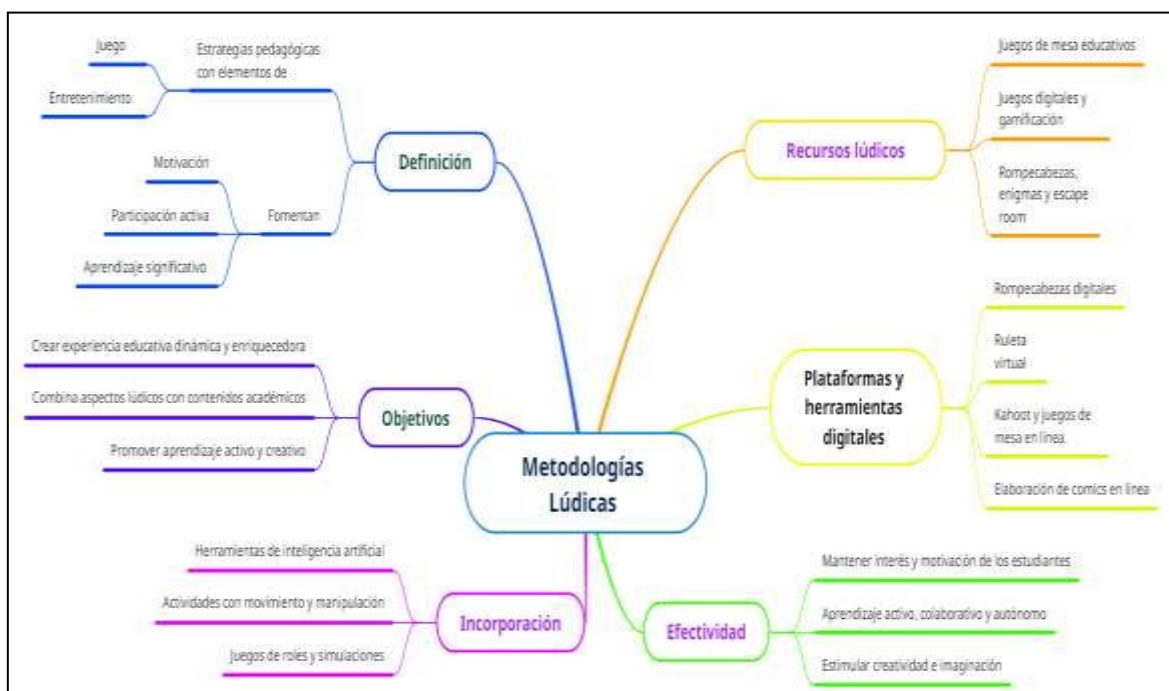 Metodologías
Lúdicas
Definición
Estrategias pedagógicas
con elementos de
Juego
Entretenimiento
Fomentan
Motivación
Participación activa
Aprendizaje significativo
Objetivos
Crear experiencia educativa dinámica y enriquecedora
Combina aspectos lúdicos con contenidos académicos
Promover aprendizaje activo y creativo
Incorporación
Herramientas de inteligencia artificial
Actividades con movimiento y manipulación
Juegos de roles y simulaciones
Recursos lúdicos
Juegos de mesa educativos
Juegos digitales y
gamificación
Rompecabezas,
enigmas y escape
room
Plataformas y
herramientas
digitales
Rompecabezas digitales
Ruleta
virtual
Kahoot y juegos de
mesa en línea.
Elaboración de comics en línea
Efectividad
Mantener interés y motivación de los estudiantes
Aprendizaje activo, colaborativo y autónomo
Estimular creatividad e imaginación